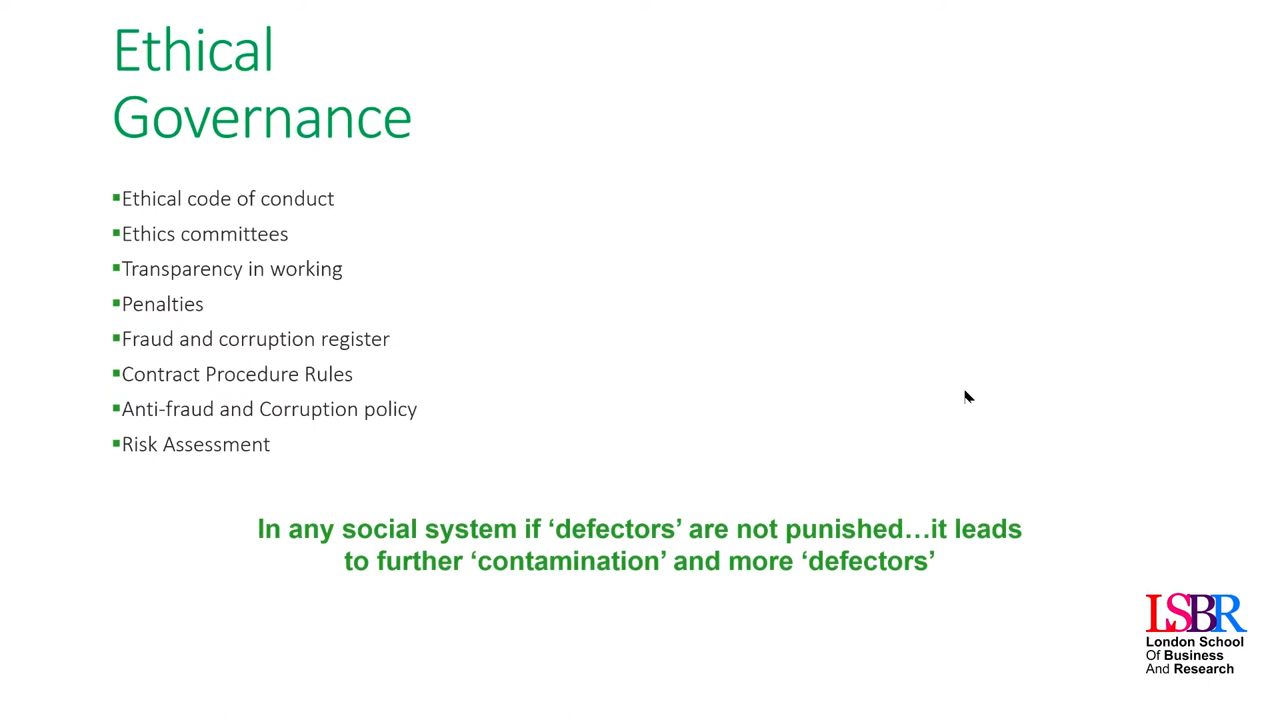 Ethical
Governance
▪Ethical code of conduct
▪Ethics committees
▪Transparency in working
▪Penalties
▪Fraud and corruption register
▪Contract Procedure Rules
▪Anti-fraud and Corruption policy
▪Risk Assessment
In any social system if ‘defectors’ are not punished…it leads
to further ‘contamination’ and more ‘defectors’
LSBR
London School
Of Business
And Research